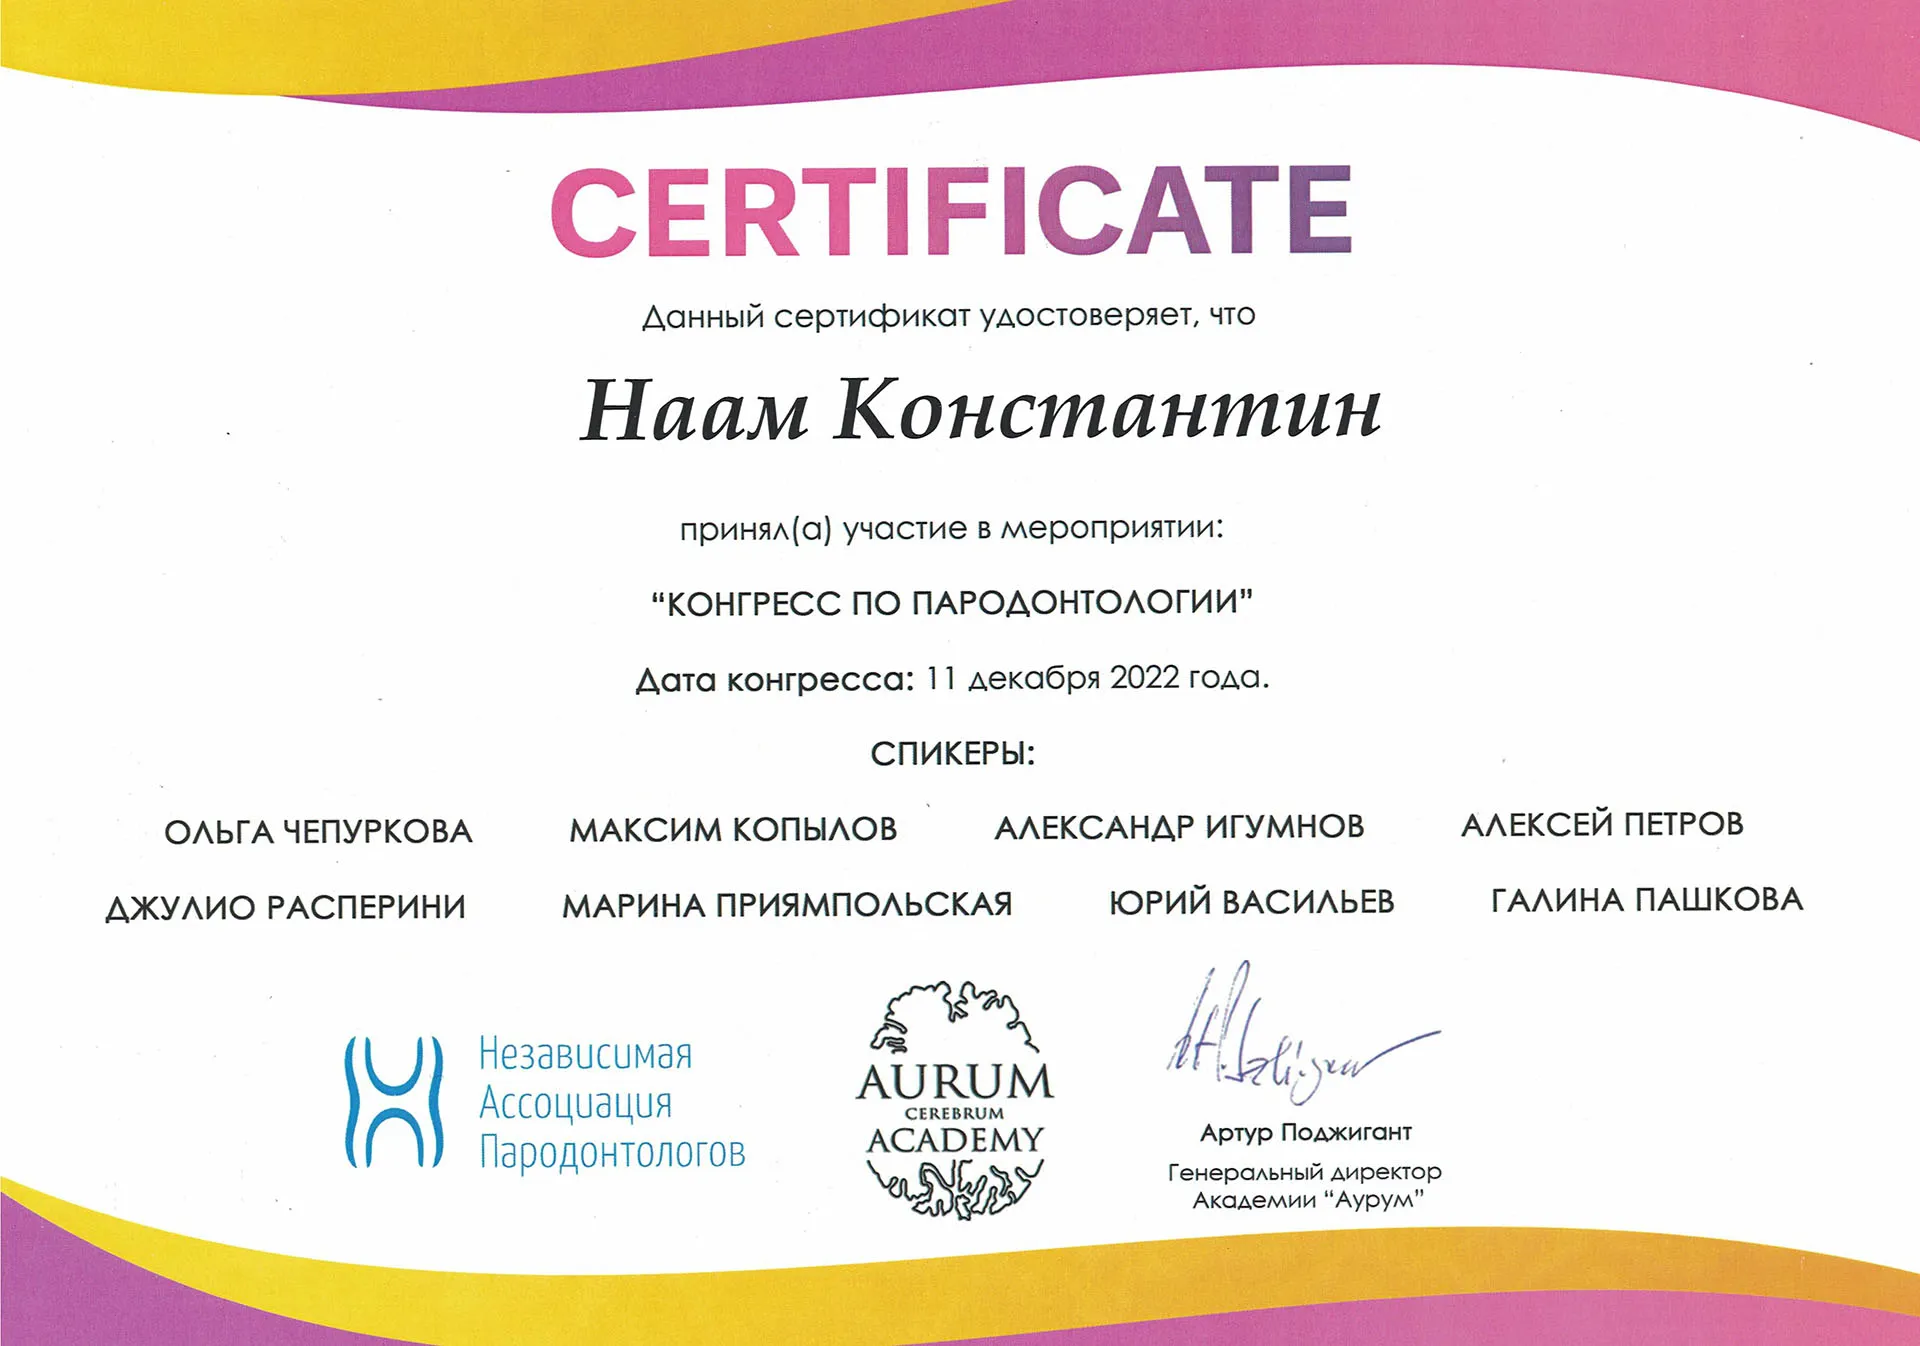 CERTIFICATE
Данный сертификат удостоверяет, что
Наам Константин
принял(а) участие в мероприятии:
“КОНГРЕСС ПО ПАРОДОНТОЛОГИИ”
Дата конгресса: 11 декабря 2022 года.
СПИКЕРЫ:
ОЛЬГА ЧЕПУРКОВА МАКСИМ КОПЫЛОВ АЛЕКСАНДР ИГУМНОВ АЛЕКСЕЙ ПЕТРОВ
ДЖУЛИО РАСПЕРИНИ МАРИНА ПРИЯМПОЛЬСКАЯ ЮРИЙ ВАСИЛЬЕВ ГАЛИНА ПАШКОВА
Независимая
Ассоциация
Пародонтологов
AURUM
CEREBRUM
ACADEMY
Артур Поджигант
Генеральный директор
Академии “Аурум”